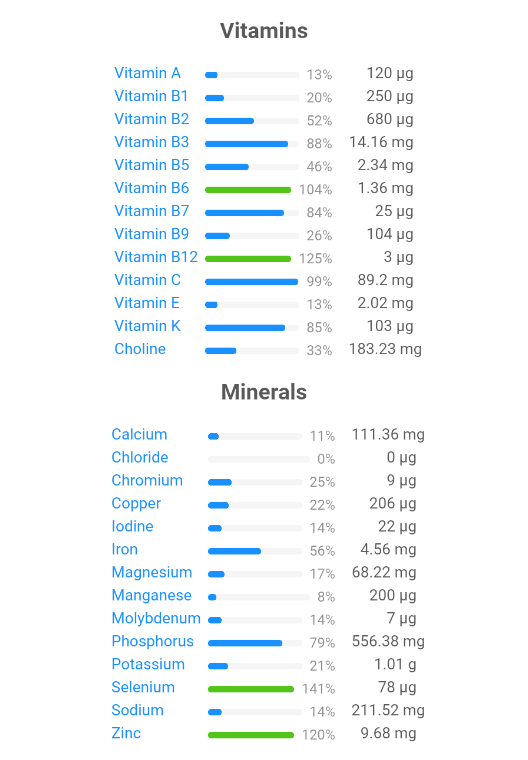 Vitamins
Vitamin A 13% 120 µg
Vitamin B1 20% 250 µg
Vitamin B2 52% 680 µg
Vitamin B3 88% 14.16 mg
Vitamin B5 46% 2.34 mg
Vitamin B6 104% 1.36 mg
Vitamin B7 84% 25 µg
Vitamin B9 26% 104 µg
Vitamin B12 125% 3 µg
Vitamin C 99% 89.2 mg
Vitamin E 13% 2.02 mg
Vitamin K 85% 103 µg
Choline 33% 183.23 mg
Minerals
Calcium 11% 111.36 mg
Chloride 0% 0 µg
Chromium 25% 9 µg
Copper 22% 206 µg
Iodine 14% 22 µg
Iron 56% 4.56 mg
Magnesium 17% 68.22 mg
Manganese 8% 200 µg
Molybdenum 14% 7 µg
Phosphorus 79% 556.38 mg
Potassium 21% 1.01 g
Selenium 141% 78 µg
Sodium 14% 211.52 mg
Zinc 120% 9.68 mg